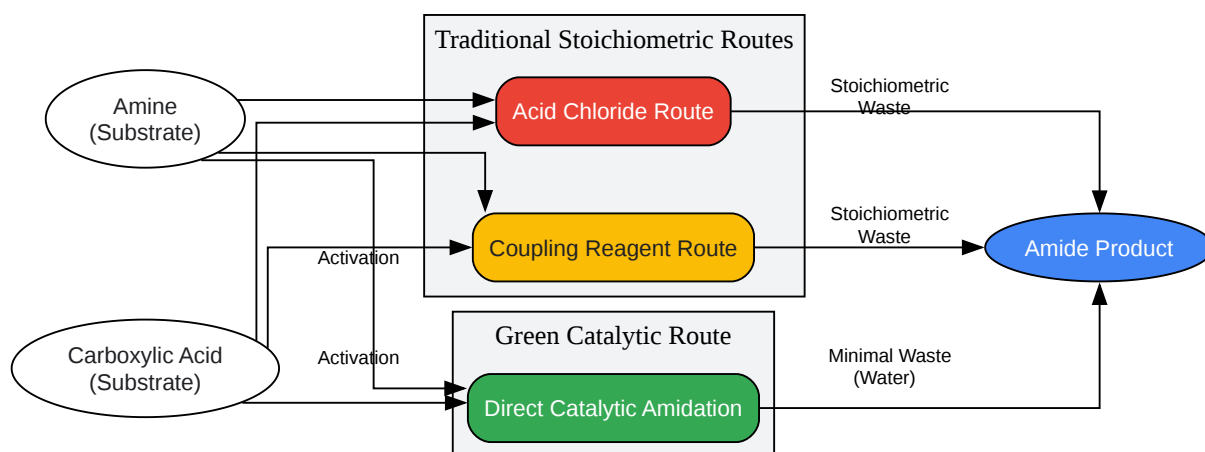 Traditional Stoichiometric Routes
Amine
(Substrate)
Acid Chloride Route
Stoichiometric
Waste
Coupling Reagent Route
Stoichiometric
Waste
Amide Product
Activation
Green Catalytic Route
Carboxylic Acid
(Substrate)
Activation
Direct Catalytic Amidation
Minimal Waste
(Water)